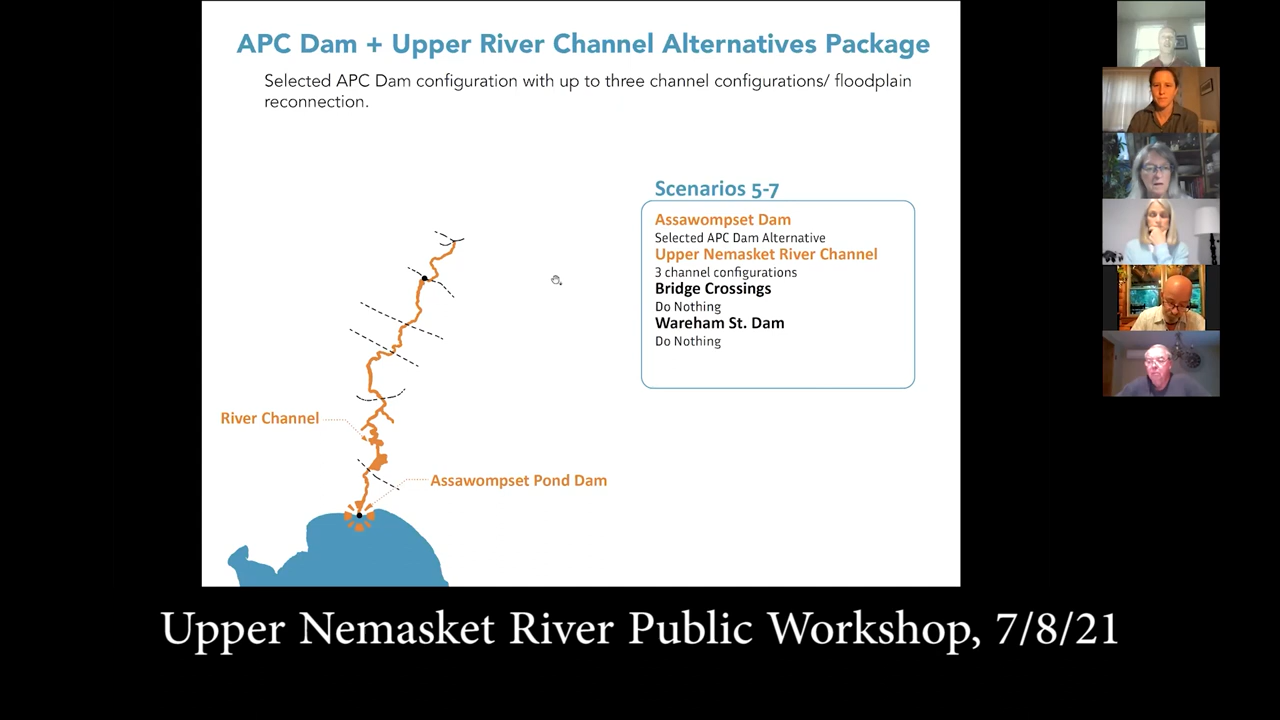 APC Dam + Upper River Channel Alternatives Package
Selected APC Dam configuration with up to three channel configurations/ floodplain
reconnection.
Scenarios 5-7
Assawompset Dam
Selected APC Dam Alternative
Upper Nemasket River Channel
3 channel configurations
Bridge Crossings
Do Nothing
Wareham St. Dam
Do Nothing
River Channel
Assawompset Pond Dam
Upper Nemasket River Public Workshop, 7/8/21